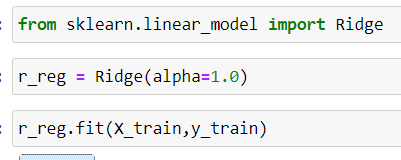 from sklearn.linear_model import Ridge
r_reg = Ridge(alpha=1.0)
r_reg.fit(X_train,y_train)